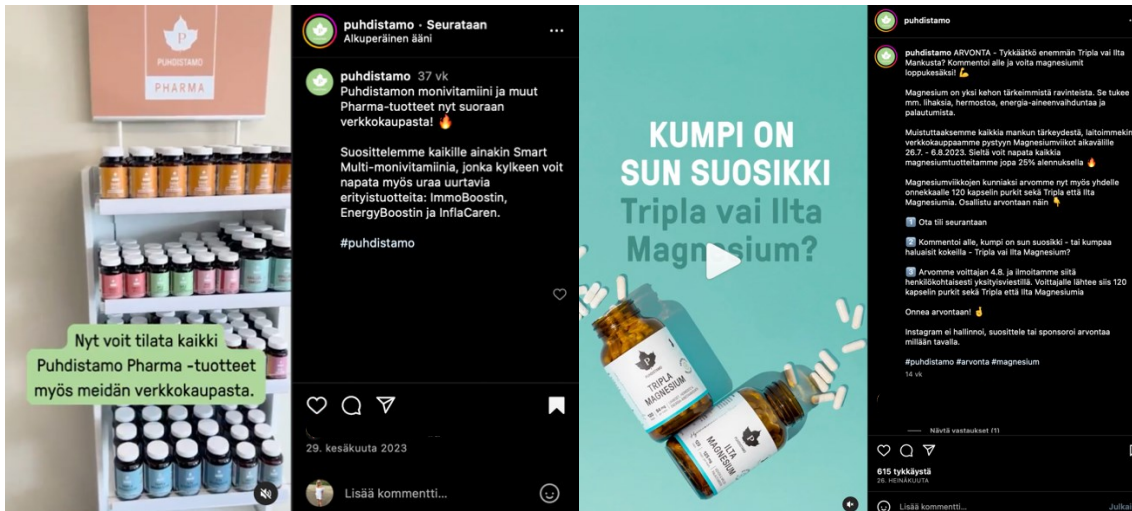 PUHDISTAMO
PHARMA
Nyt voit tilata kaikki
Puhdistamo Pharma -tuotteet
myös meidän verkkokaupasta.
puhdistamo • Seurataan
Alkuperäinen ääni
puhdistamo 37 vk
Puhdistamon monivitamiini ja muut
Pharma-tuotteet nyt suoraan
verkkokaupasta! 🔥
Suosittelemme kaikille ainakin Smart
Multi-monivitamiinia, jonka kylkeen voit
napata myös uraa uurtavia
erityistuotteita: ImmoBoostin,
EnergyBoostin ja InflaCaren.
#puhdistamo
29. kesäkuuta 2023
Lisää kommentti...
KUMPI ON
SUN SUOSIKKI
Tripla vai Ilta
Magnesium?
PUHDISTAMO
TRIPLA
MAGNESIUM
PUHDISTAMO
ILTA
MAGNESIUM
puhdistamo
puhdistamo ARVONTA - Tykkäätkö enemmän Tripla vai Ilta
Mankusta? Kommentoi alle ja voita magnesiumit
loppukesäksi! 💪
Magnesium on yksi kehon tärkeimmistä ravinteista. Se tukee
mm. lihaksia, hermostoa, energia-aineenvaihduntaa ja
palautumista.
Muistuttaaksemme kaikkia mankun tärkeydestä, laitoimmekin
verkkokauppaamme pystyyn Magnesiumviikot aikavälille
26.7. - 6.8.2023. Sieltä voit napata kaikkia
magnesiumtuotteitamme jopa 25% alennuksella 🔥
Magnesiumviikkojen kunniaksi arvomme nyt myös yhdelle
onnekkaalle 120 kapselin purkit sekä Tripla että Ilta
Magnesiumia. Osallistu arvontaan näin 👇
1️⃣ Ota tili seurantaan
2️⃣ Kommentoi alle, kumpi on sun suosikki - tai kumpaa
haluaisit kokeilla - Tripla vai Ilta Magnesium?
3️⃣ Arvomme voittajan 4.8. ja ilmoitamme siitä
henkilökohtaisesti yksityisviestillä. Voittajalle lähtee siis 120
kapselin purkit sekä Tripla että Ilta Magnesiumia
Onnea arvontaan! 🤞
Instagram ei hallinnoi, suosittele tai sponsoroi arvontaa
millään tavalla.
#puhdistamo #arvonta #magnesium
14 vk
Näytä vastaukset (1)
615 tykkäystä
26. HEINÄKUUTA
Lisää kommentti...